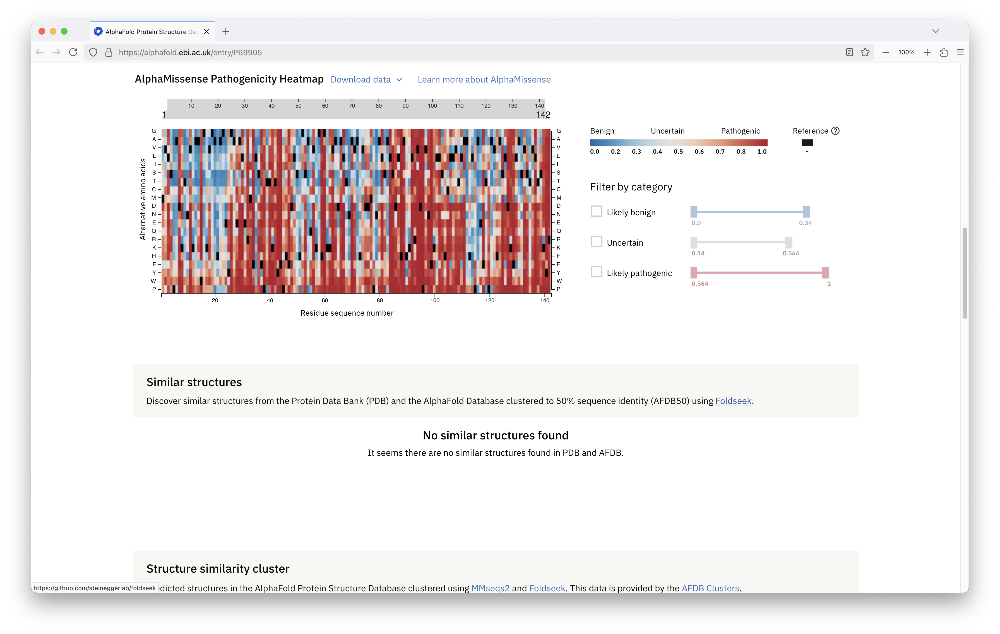 AlphaFold Protein Structure Dat
https://alphafold.ebi.ac.uk/entry/P69905
100%
AlphaMissense Pathogenicity Heatmap Download data Learn more about AlphaMissense
10 20 30 40 50 60 70 80 90 100 110 120 130 140
1 142
Alternative amino acids
G G
A A
V V
L L
I I
S S
T T
C C
M M
D D
N N
E E
Q Q
R R
K K
H H
F F
Y Y
W W
P P
20 40 60 80 100 120 140
Residue sequence number
Benign Uncertain Pathogenic Reference ?
0.0 0.2 0.3 0.4 0.5 0.6 0.7 0.8 1.0 -
Filter by category
Likely benign
0.0 0.34
Uncertain
0.34 0.564
Likely pathogenic
0.564 1
Similar structures
Discover similar structures from the Protein Data Bank (PDB) and the AlphaFold Database clustered to 50% sequence identity (AFDB50) using Foldseek.
No similar structures found
It seems there are no similar structures found in PDB and AFDB.
Structure similarity cluster
edicted structures in the AlphaFold Protein Structure Database clustered using MMseqs2 and Foldseek. This data is provided by the AFDB Clusters.
https://github.com/steineggerlab/foldseek